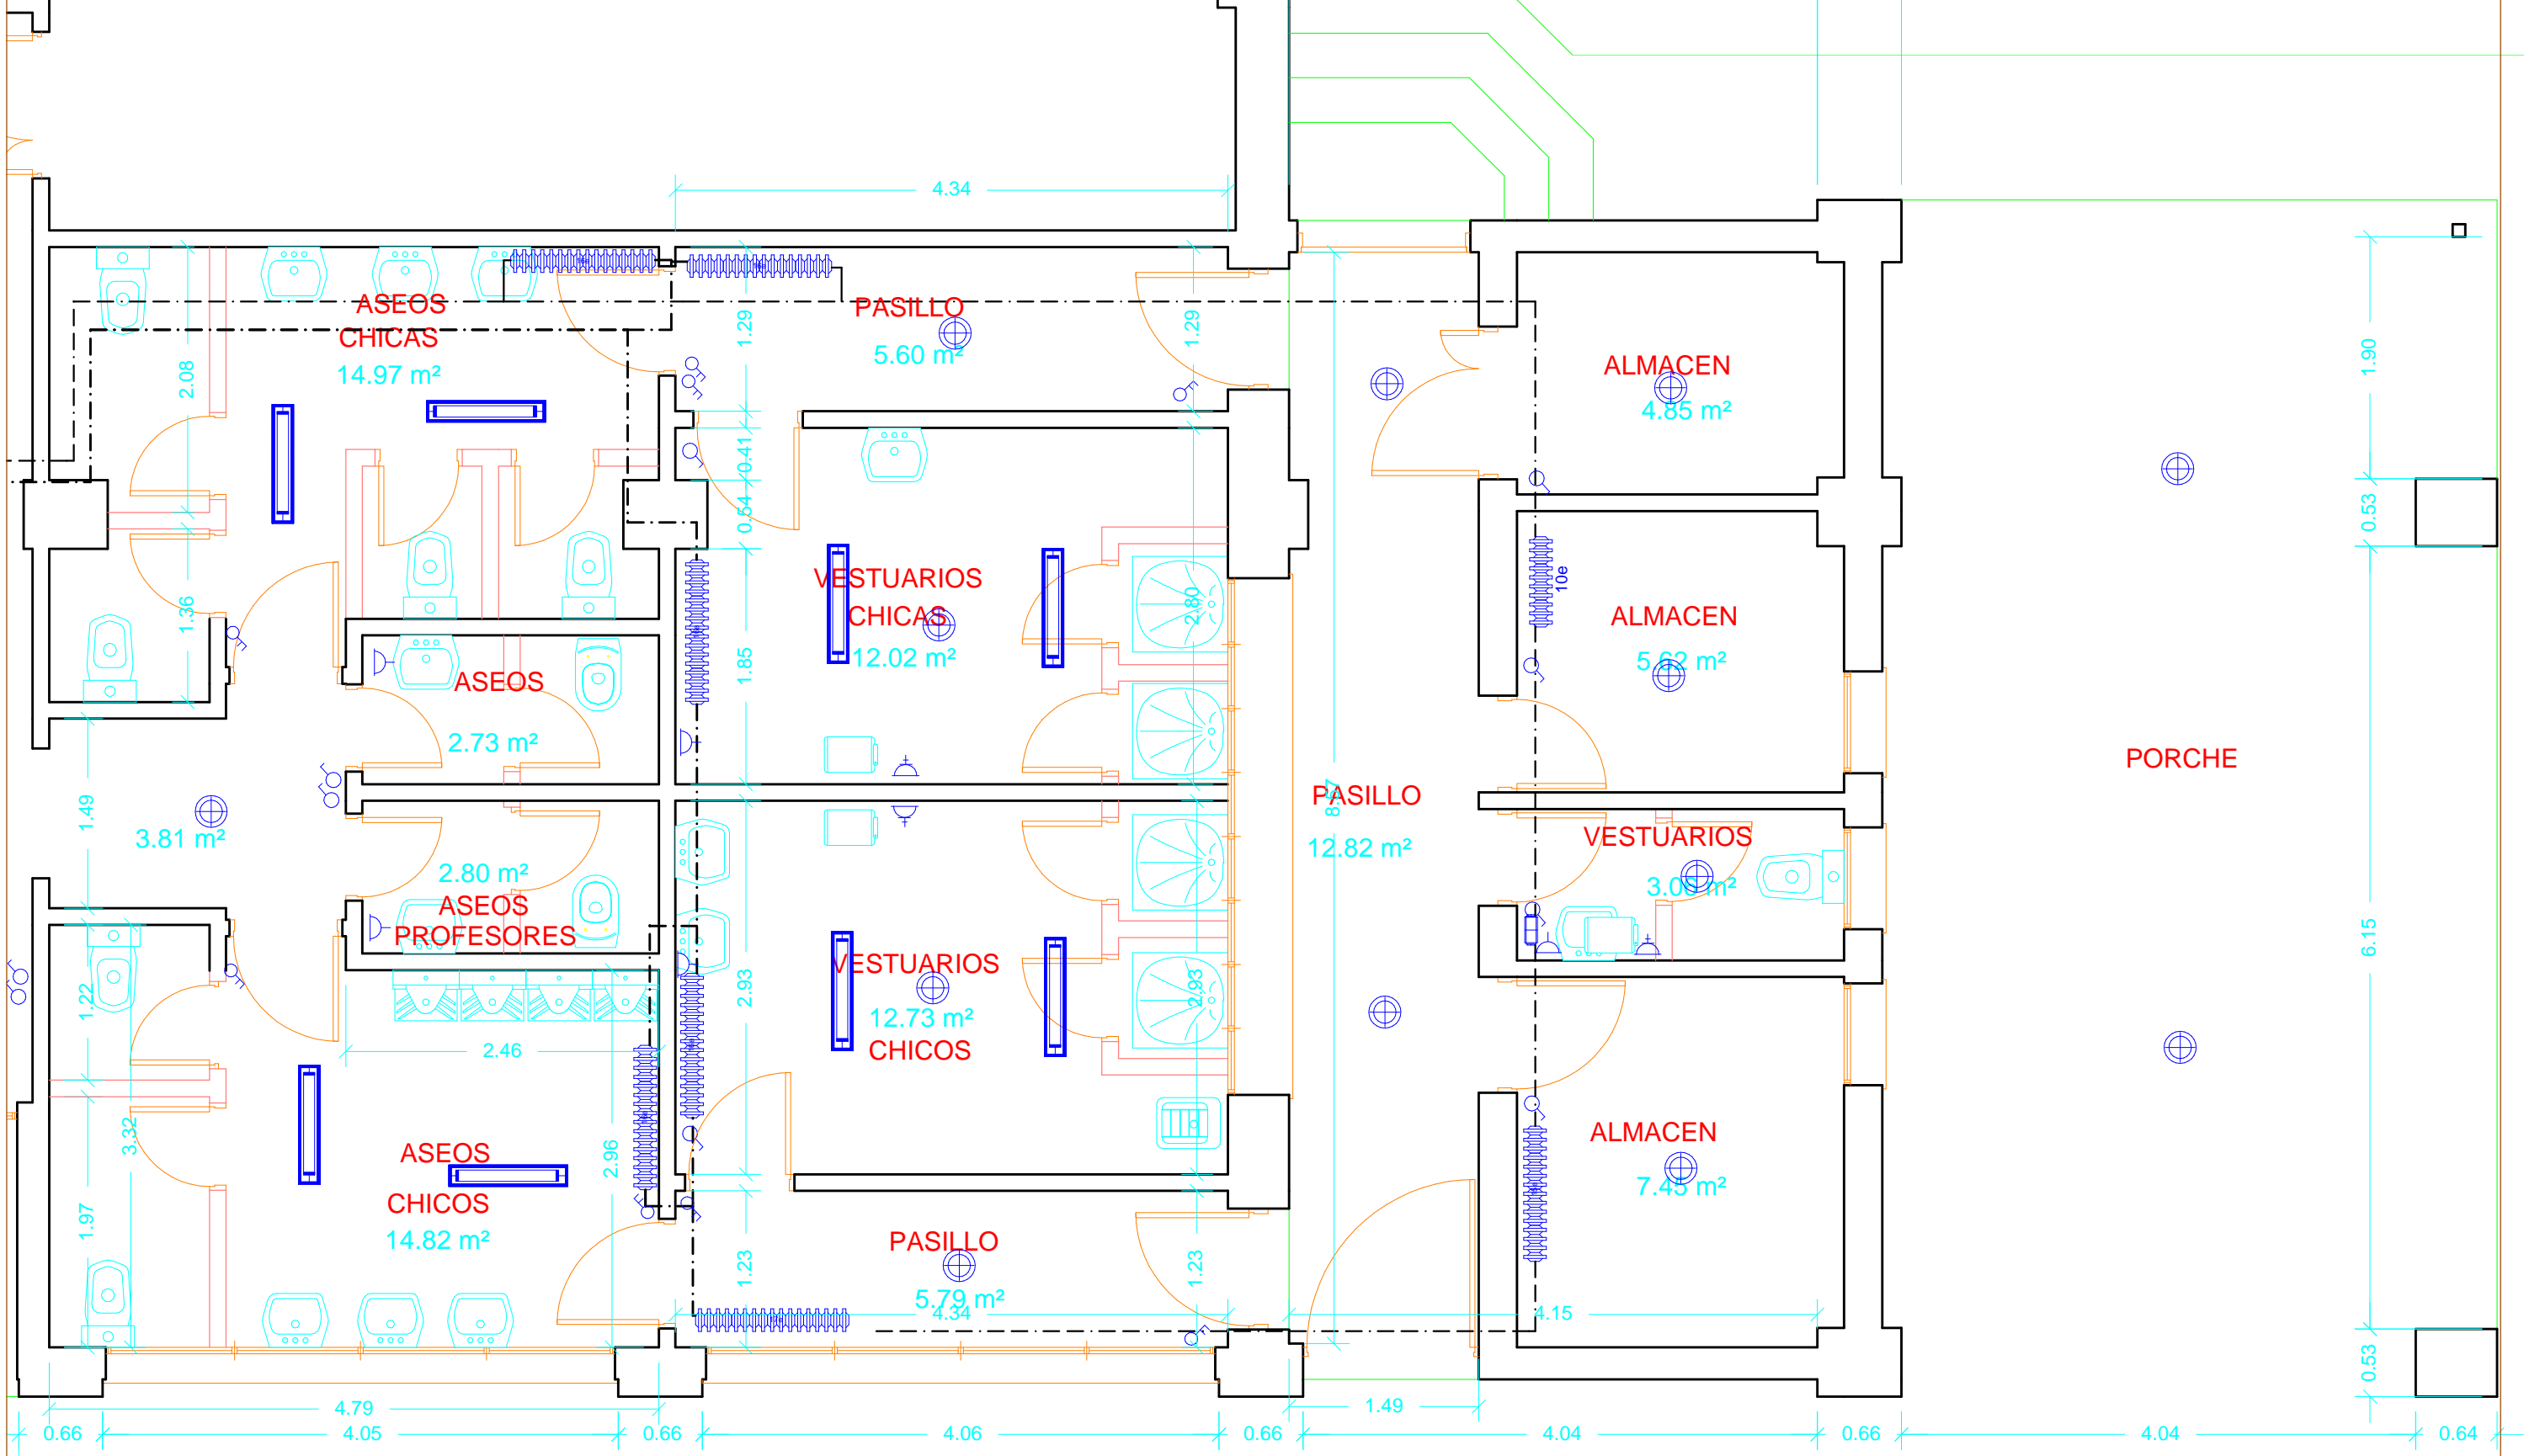 4.34
ASEOS
CHICAS
14.97 m²
2.08
1.36
PASILLO
5.60 m²
1.29
1.29
0.41
0.54
1.85
ALMACEN
4.85 m²
1.90
0.53
VESTUARIOS
CHICAS
12.02 m²
2.80
10e
ALMACEN
5.62 m²
ASEOS
2.73 m²
PORCHE
1.49
3.81 m²
PASILLO
12.82 m²
8.57
VESTUARIOS
2.80 m²
ASEOS
PROFESORES
6.15
1.22
3.32
1.97
2.46
2.96
2.93
2.93
VESTUARIOS
12.73 m²
CHICOS
ASEOS
CHICOS
14.82 m²
ALMACEN
7.45 m²
PASILLO
5.79 m²
1.23
1.23
4.34
4.15
0.53
4.79
1.49
0.66
4.05
0.66
4.06
0.66
4.04
0.66
4.04
0.64